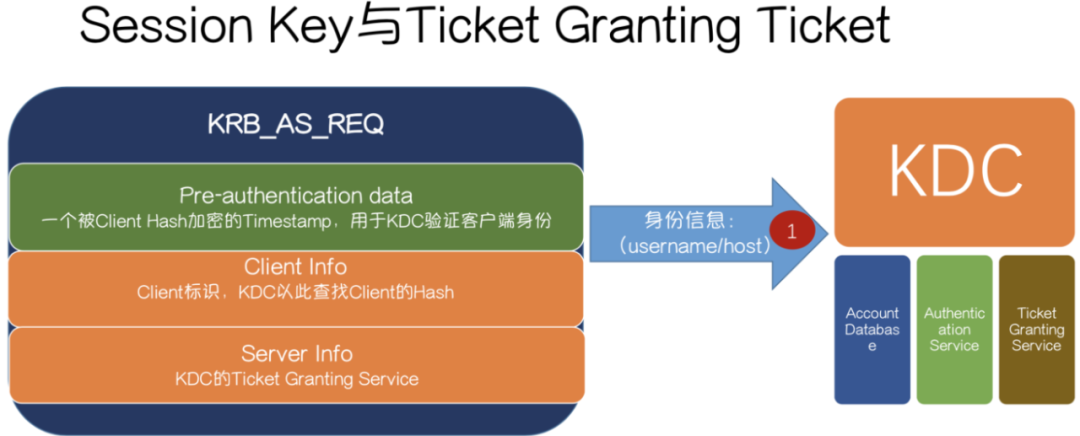 Session Key与Ticket Granting Ticket
KRB_AS_REQ
Pre-authentication data
一个被Client Hash加密的Timestamp，用于KDC验证客户端身份
Client Info
Client标识，KDC以此查找Client的Hash
Server Info
KDC的Ticket Granting Service
身份信息：
（username/host）
1
KDC
Account
Databas
e
Authentic
ation
Service
Ticket
Granting
Service